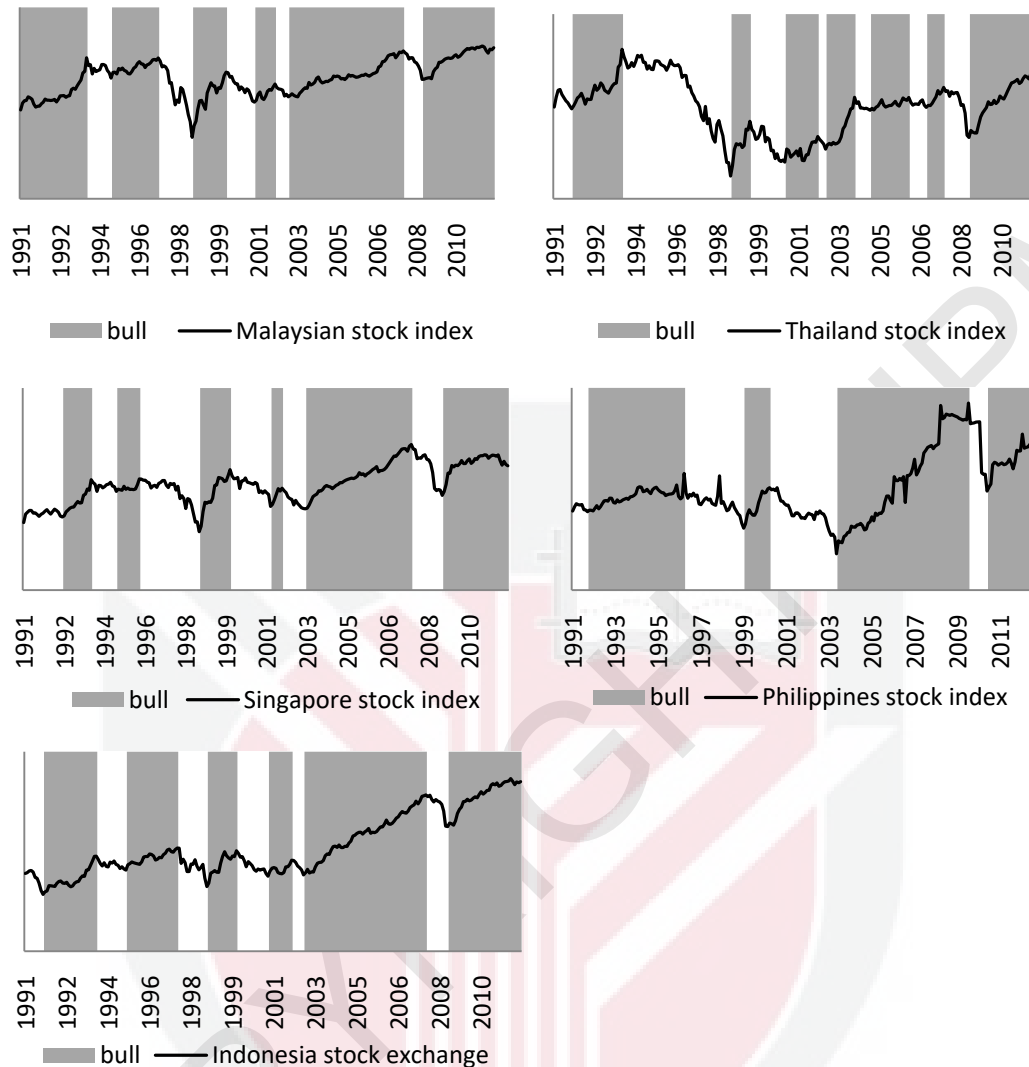 1991 1992 1994 1996 1998 1999 2001 2003 2005 2006 2008 2010
bull Malaysian stock index
1991 1992 1994 1996 1998 1999 2001 2003 2005 2006 2008 2010
bull Thailand stock index
1991 1992 1994 1996 1998 1999 2001 2003 2005 2006 2008 2010
bull Singapore stock index
1991 1993 1995 1997 1999 2001 2003 2005 2007 2009 2011
bull Philippines stock index
1991 1992 1994 1996 1998 1999 2001 2003 2005 2006 2008 2010
bull Indonesia stock exchange